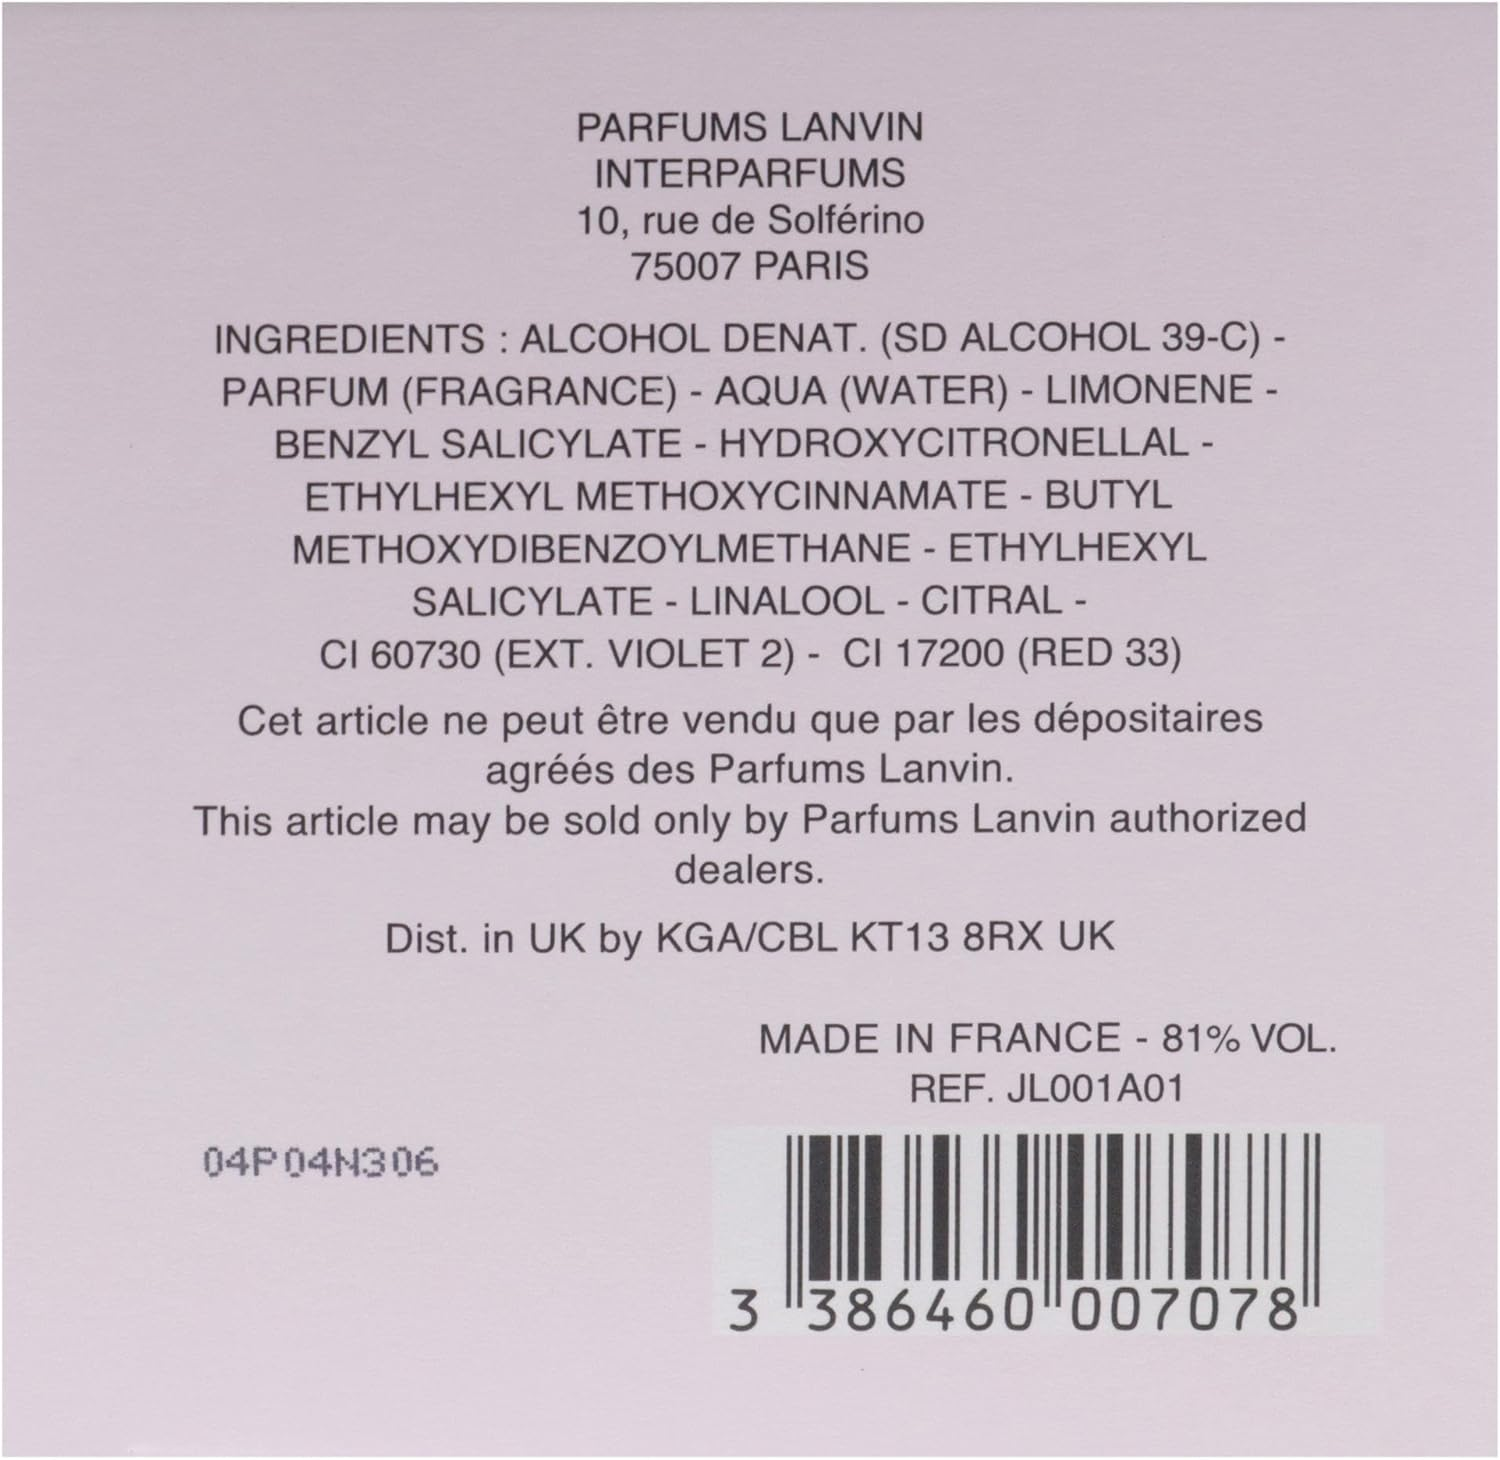 PARFUMS LANVIN
INTERPARFUMS
10, rue de Solférino
75007 PARIS
INGREDIENTS : ALCOHOL DENAT. (SD ALCOHOL 39-C) -
PARFUM (FRAGRANCE) - AQUA (WATER) - LIMONENE -
BENZYL SALICYLATE - HYDROXYCITRONELLAL -
ETHYLHEXYL METHOXYCINNAMATE - BUTYL
METHOXYDIBENZOYLMETHANE - ETHYLHEXYL
SALICYLATE - LINALOOL - CITRAL -
CI 60730 (EXT. VIOLET 2) - CI 17200 (RED 33)
Cet article ne peut être vendu que par les dépositaires
agréés des Parfums Lanvin.
This article may be sold only by Parfums Lanvin authorized
dealers.
Dist. in UK by KGA/CBL KT13 8RX UK
MADE IN FRANCE - 81% VOL.
REF. JL001A01
04P04N306
3 386460 007078